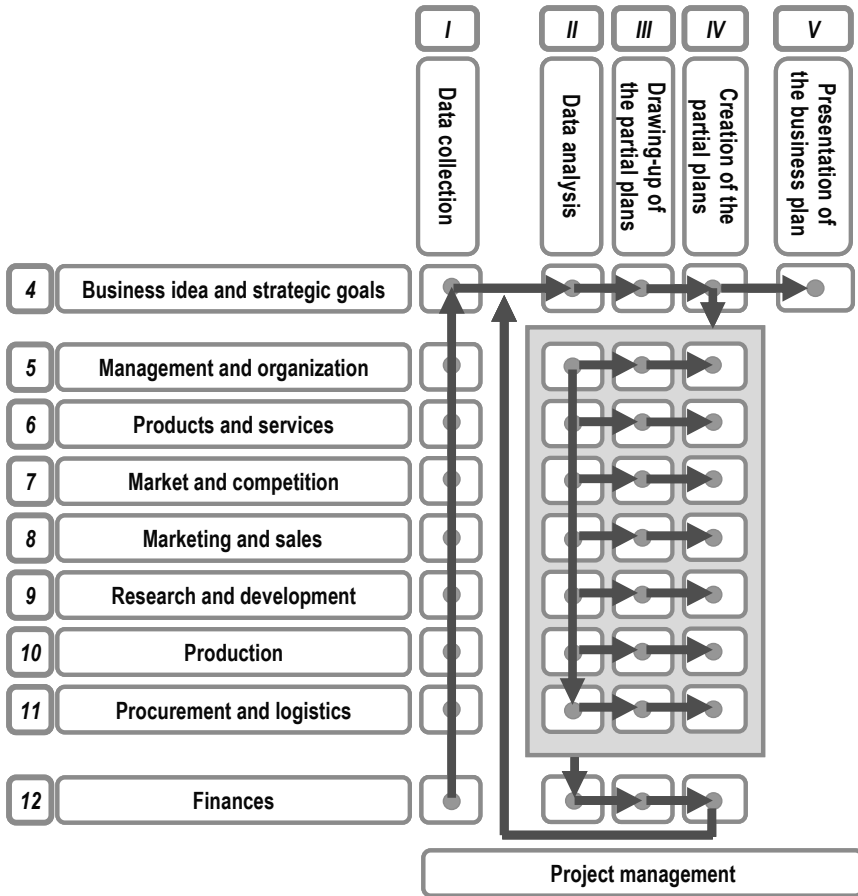 I II III IV V
Data collection
Data analysis
Drawing-up of
the partial plans
Creation of the
partial plans
Presentation of
the business plan
4 Business idea and strategic goals
5 Management and organization
6 Products and services
7 Market and competition
8 Marketing and sales
9 Research and development
10 Production
11 Procurement and logistics
12 Finances
Project management